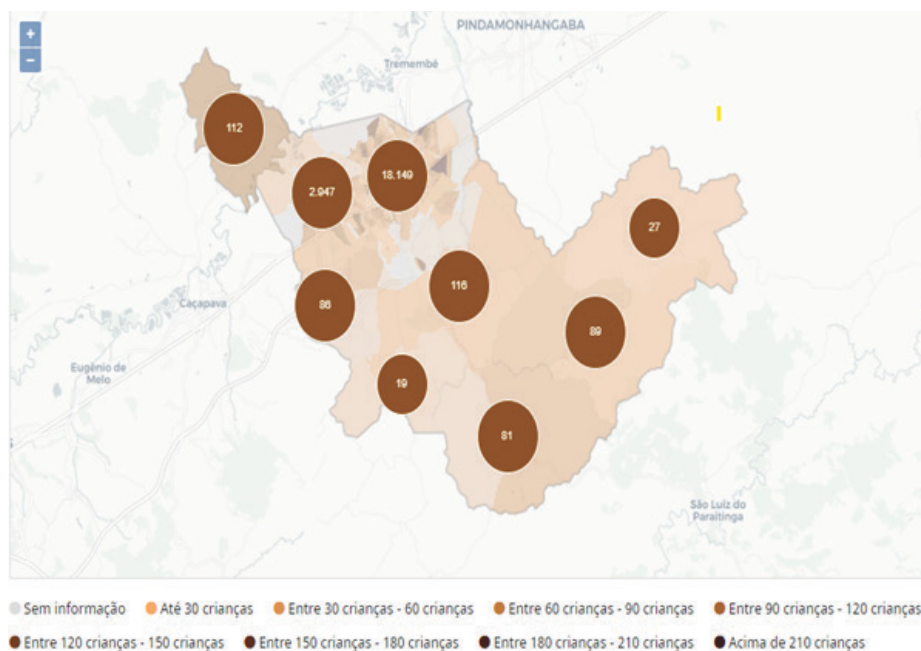 +
−
PINDAMONHANGABA
Tremembé
112
18.149
2.947
27
116
86
Caçapava
89
Eugênio de
Melo
19
81
São Luíz do
Paraitinga
Sem informação
Até 30 crianças
Entre 30 crianças - 60 crianças
Entre 60 crianças - 90 crianças
Entre 90 crianças - 120 crianças
Entre 120 crianças - 150 crianças
Entre 150 crianças - 180 crianças
Entre 180 crianças - 210 crianças
Acima de 210 crianças